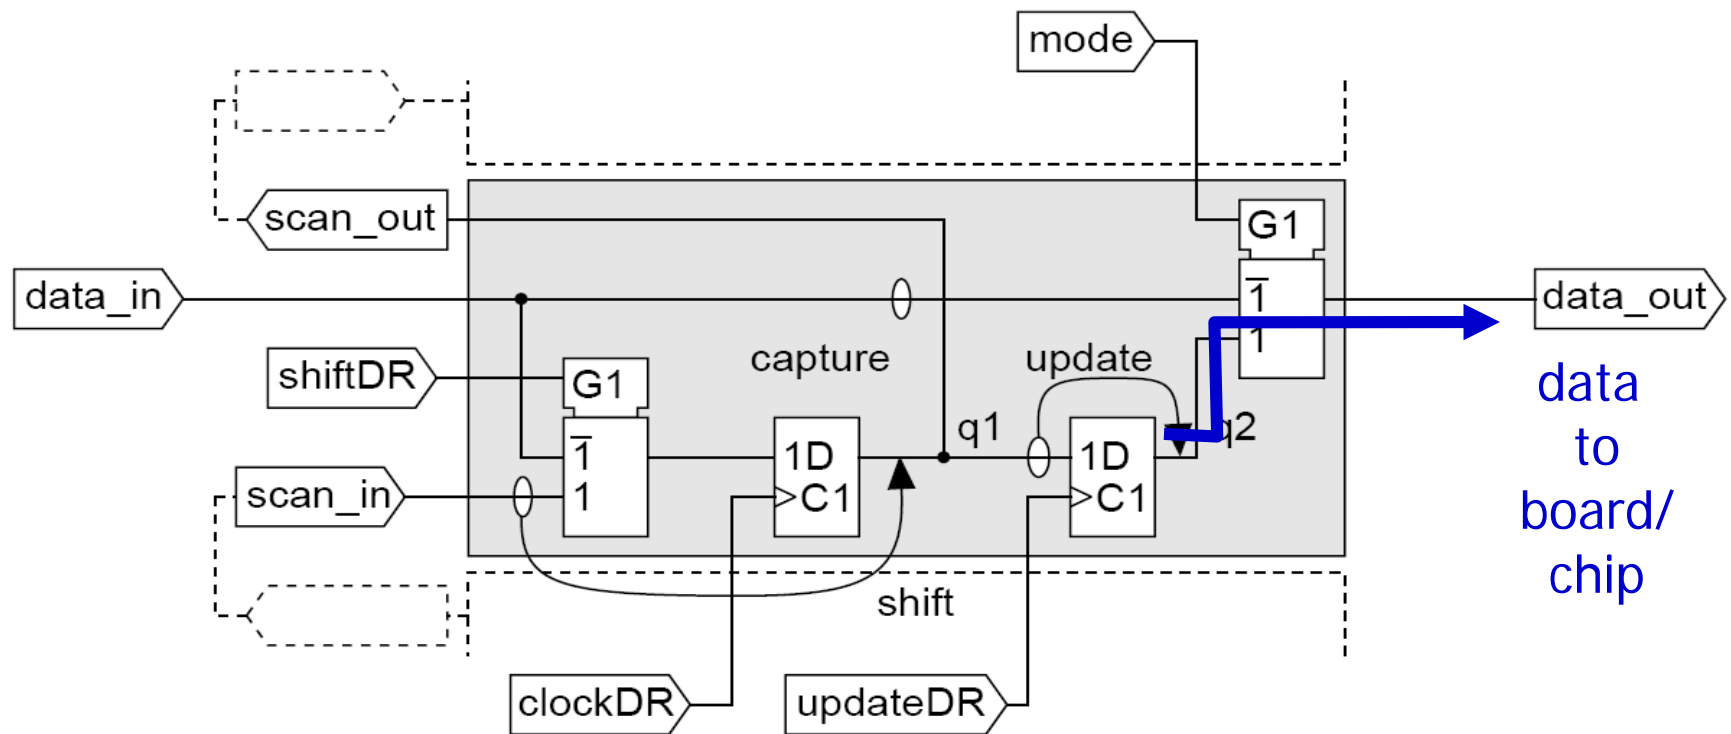 mode
scan_out
G1
data_in
1
data_out
capture
update
1
shiftDR
G1
data
to
board/
chip
q1
q2
1
1D
1D
scan_in
1
C1
C1
shift
clockDR
updateDR